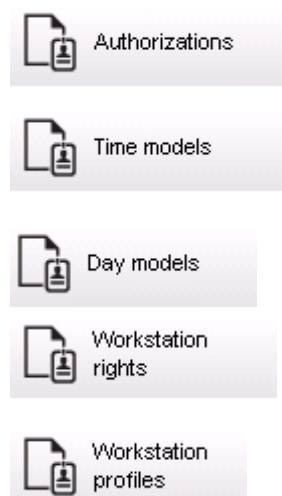 Authorizations
Time models
Day models
Workstation
rights
Workstation
profiles